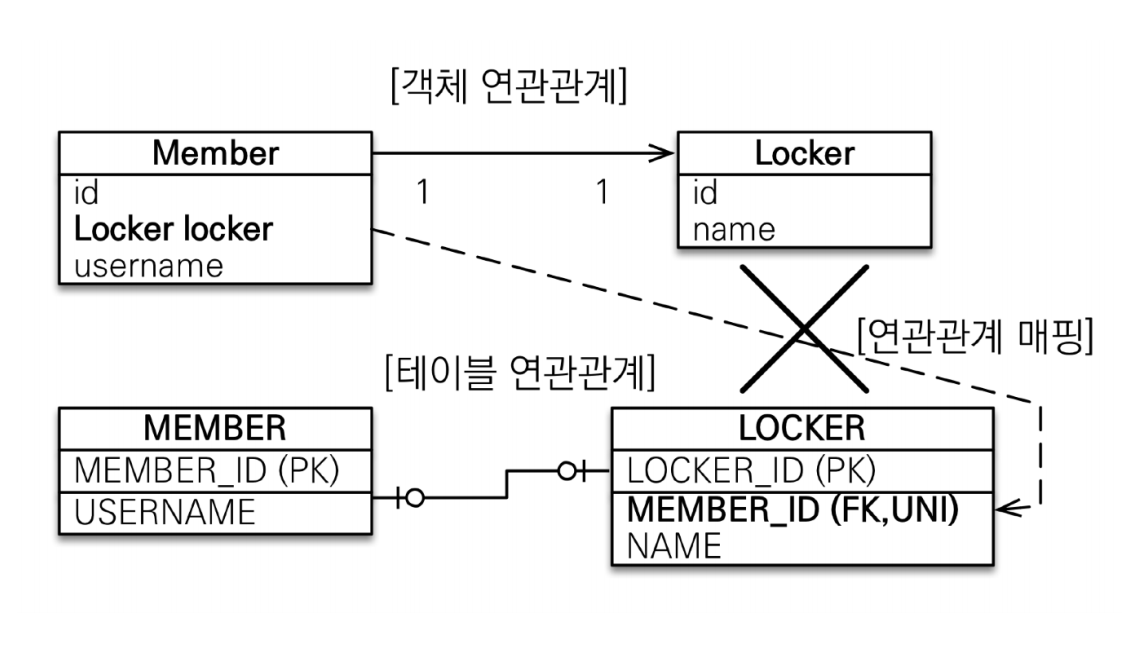 [객체 연관관계]
Member
id
Locker locker
username
1
1
Locker
id
name
[연관관계 매핑]
[테이블 연관관계]
MEMBER
MEMBER_ID (PK)
USERNAME
LOCKER
LOCKER_ID (PK)
MEMBER_ID (FK,UNI)
NAME